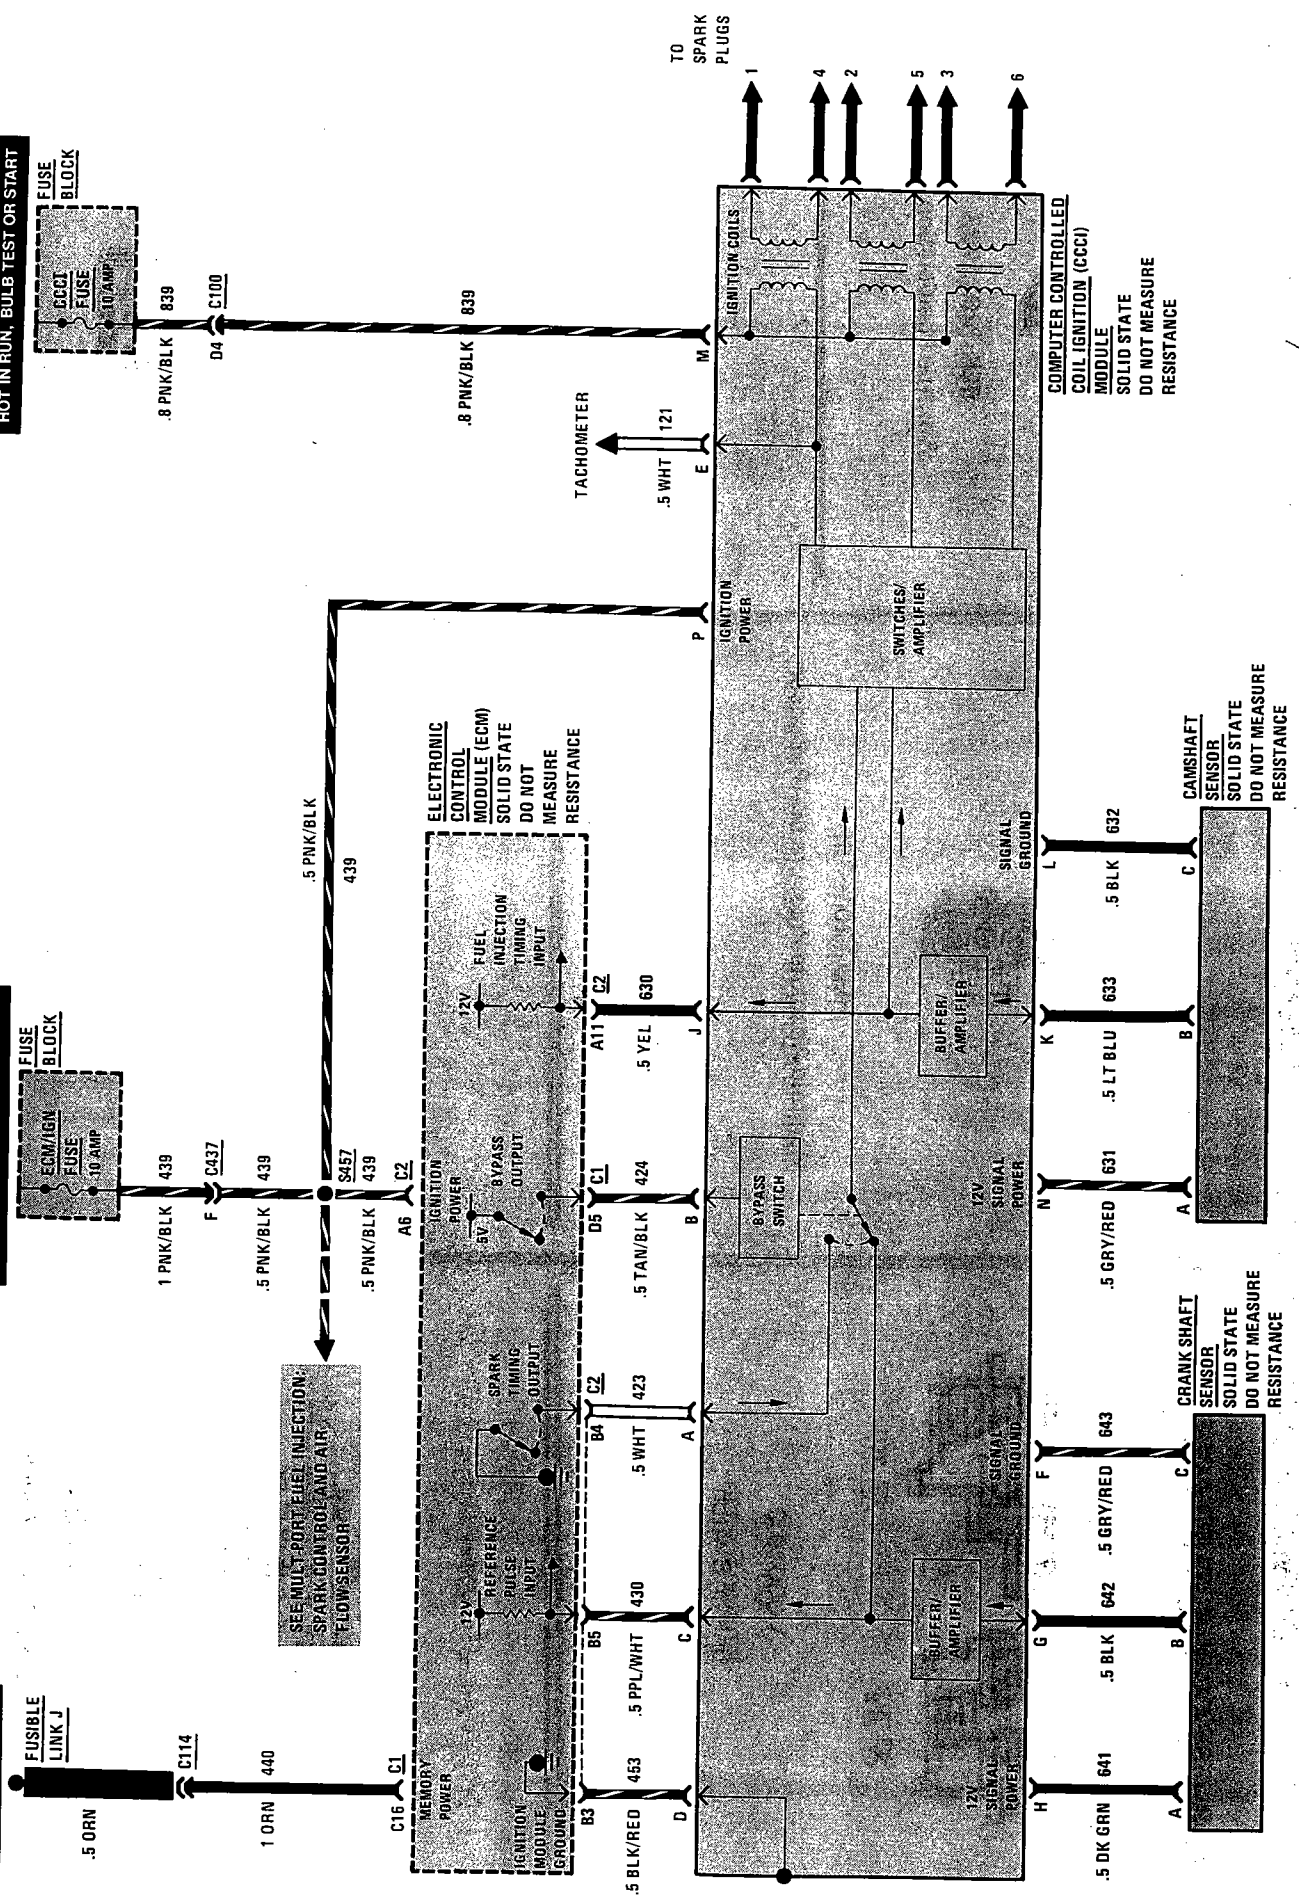 HOT IN RUN, BULB TEST OR START
FUSIBLE
LINK J
.5 ORN
C114
1 ORN
440
C16
C1
FUSE
BLOCK
ECM/IGN
FUSE
10 AMP
1 PNK/BLK
439
F
C437
.5 PNK/BLK
439
S457
.5 PNK/BLK
439
A6
C2
.5 PNK/BLK
439
SEE MULT-PORT FUEL INJECTION:
SPARK CONTROL AND AIR
FLOW SENSOR
FUSE
BLOCK
CCCI
FUSE
10 AMP
.8 PNK/BLK
839
D4
C100
.8 PNK/BLK
839
M
TACHOMETER
.5 WHT
121
E
P
TO
SPARK
PLUGS
1
4
2
5
3
6
ELECTRONIC
CONTROL
MODULE (ECM)
SOLID STATE
DO NOT
MEASURE
RESISTANCE
MEMORY
POWER
IGNITION
MODULE
GROUND
12V
REFERENCE
PULSE
INPUT
SPARK
TIMING
OUTPUT
IGNITION
POWER
5V
BYPASS
OUTPUT
12V
FUEL
INJECTION
TIMING
INPUT
B3
.5 BLK/RED
453
D
B5
.5 PPL/WHT
430
C
B4
C2
.5 WHT
423
A
D5
C1
.5 TAN/BLK
424
B
A11
C2
.5 YEL
630
J
IGNITION
POWER
IGNITION COILS
BYPASS
SWITCH
SWITCHES/
AMPLIFIER
BUFFER/
AMPLIFIER
BUFFER/
AMPLIFIER
12V
SIGNAL
POWER
SIGNAL
GROUND
12V
SIGNAL
POWER
SIGNAL
GROUND
COMPUTER CONTROLLED
COIL IGNITION (CCCI)
MODULE
SOLID STATE
DO NOT MEASURE
RESISTANCE
H
.5 DK GRN
641
A
G
.5 BLK
642
B
F
.5 GRY/RED
643
C
N
.5 GRY/RED
631
A
K
.5 LT BLU
633
B
L
.5 BLK
632
C
CRANK SHAFT
SENSOR
SOLID STATE
DO NOT MEASURE
RESISTANCE
CAMSHAFT
SENSOR
SOLID STATE
DO NOT MEASURE
RESISTANCE